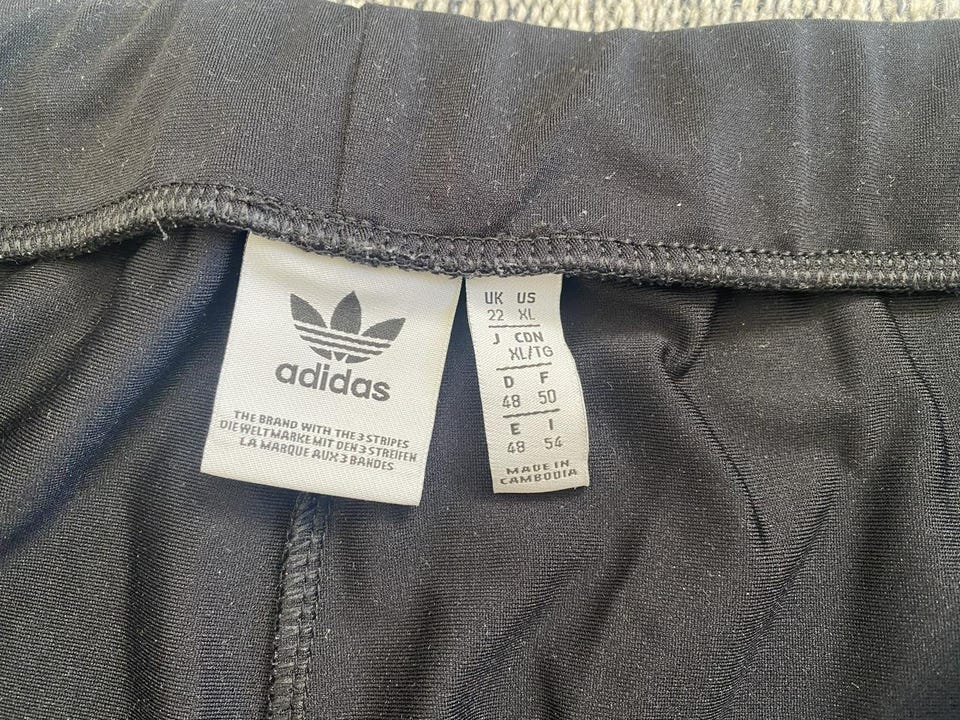 adidas
THE BRAND WITH THE 3 STRIPES
DIE WELTMARKE MIT DEN 3 STREIFEN
LA MARQUE AUX 3 BANDES
UK US
22 XL
J CDN
XL/TG
D F
48 50
E I
48 54
MADE IN
CAMBODIA